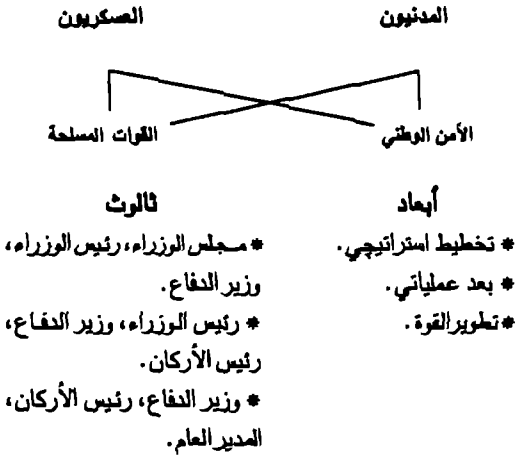 المدنيون العسكريون
الأمن الوطني القوات المسلحة
أبعاد ثالوث
* تخطيط استراتيجي. * مجلس الوزراء، رئيس الوزراء،
وزير الدفاع.
* بعد عملياتي. * رئيس الوزراء، وزير الدفاع،
* تطوير القوة. رئيس الأركان.
* وزير الدفاع، رئيس الأركان،
المدير العام.